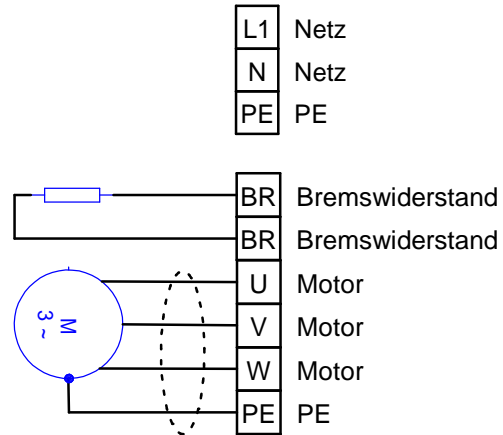 L1 Netz
N Netz
PE PE
BR Bremswiderstand
BR Bremswiderstand
U Motor
V Motor
W Motor
PE PE
M
3 ~